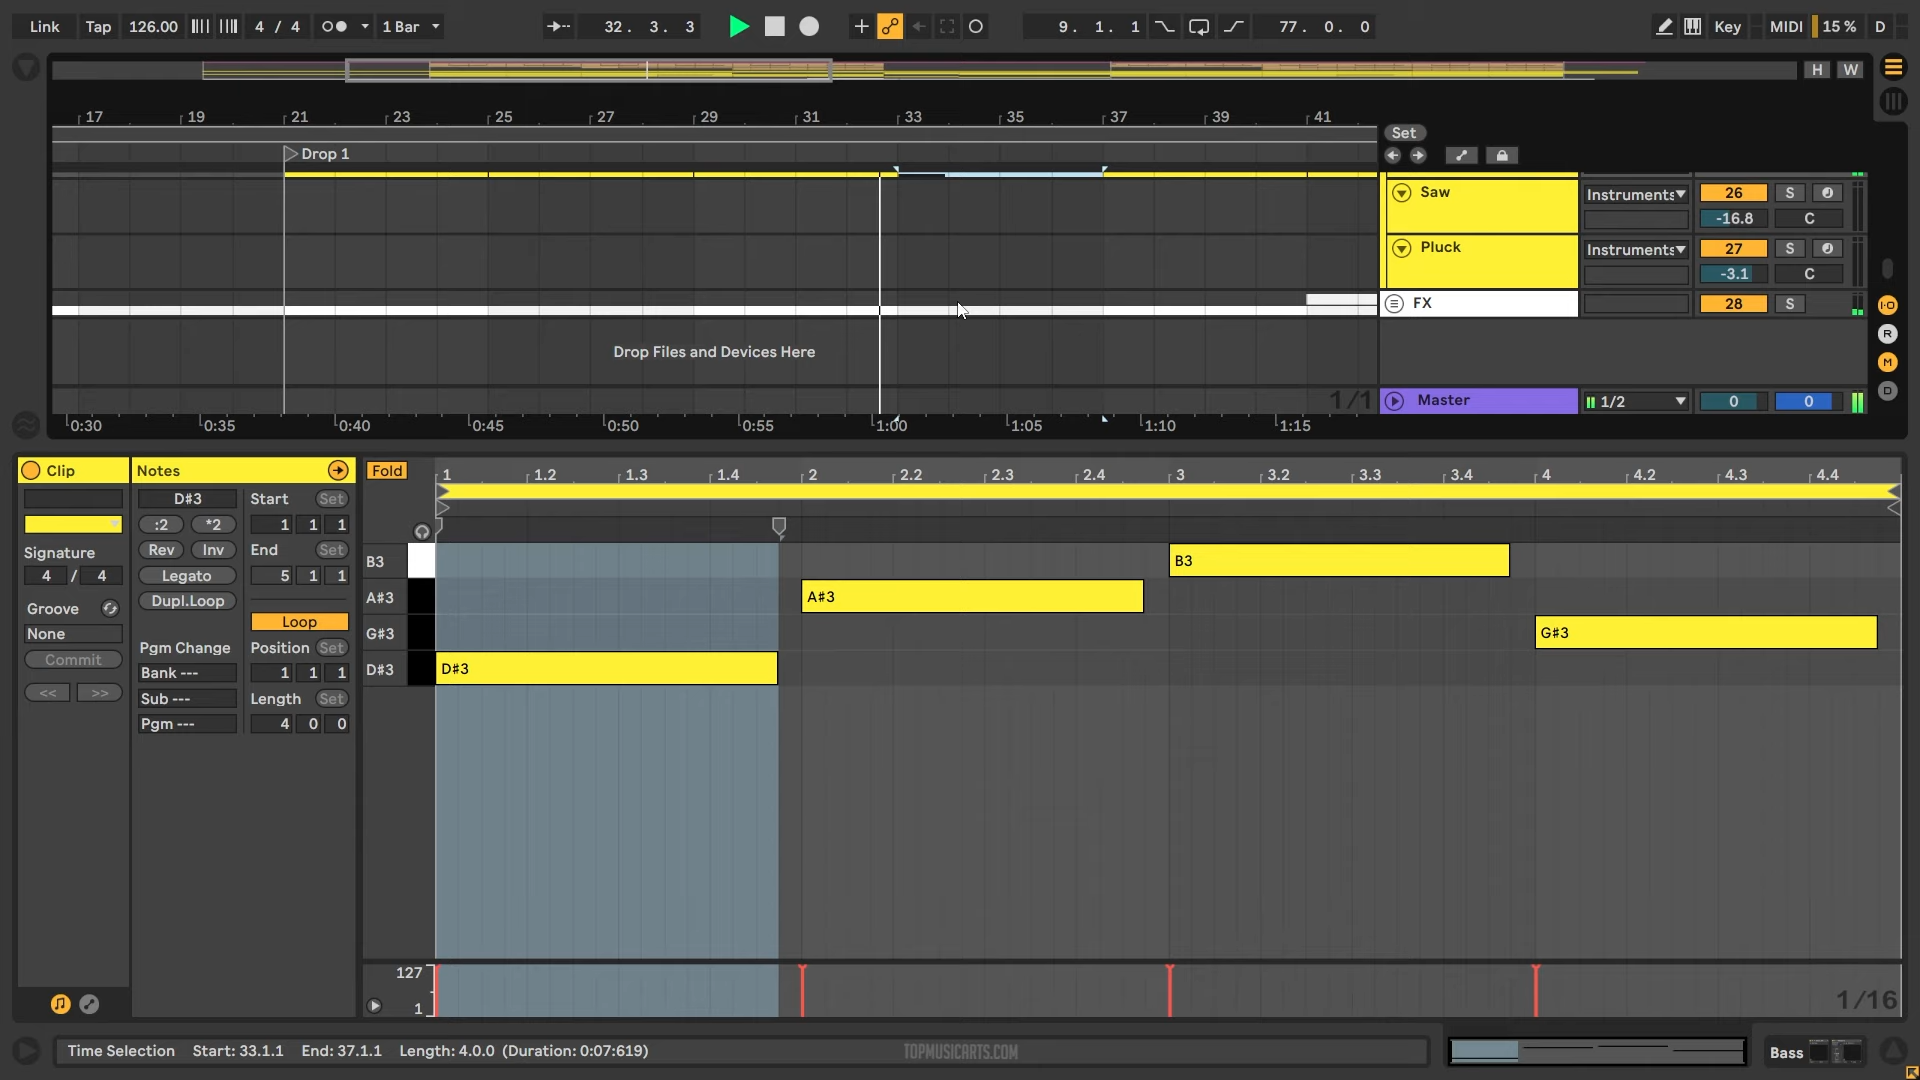 Link Tap 126.00 4 / 4 1 Bar 32. 3. 3 9. 1. 1 77. 0. 0 Key MIDI 15 % D
H W
17 19 21 23 25 27 29 31 33 35 37 39 41
Set
Drop 1
Saw Instruments 26 S
-16.8 C
Pluck Instruments 27 S
-3.1 C
FX 28 S
I·O
R
M
D
Drop Files and Devices Here
1/1 Master 1/2 0 0
0:30 0:35 0:40 0:45 0:50 0:55 1:00 1:05 1:10 1:15
Clip Notes Fold 1 1.2 1.3 1.4 2 2.2 2.3 2.4 3 3.2 3.3 3.4 4 4.2 4.3 4.4
D#3 Start Set
:2 *2 1 1 1
Signature Rev Inv End Set
4 / 4 Legato 5 1 1
Groove Dupl.Loop
None Loop
Commit Pgm Change Position Set
<< >> Bank --- 1 1 1
Sub --- Length Set
Pgm --- 4 0 0
B3 B3
A#3 A#3
G#3 G#3
D#3 D#3
127
1 1/16
Time Selection Start: 33.1.1 End: 37.1.1 Length: 4.0.0 (Duration: 0:07:619) TOPMUSICARTS.COM Bass